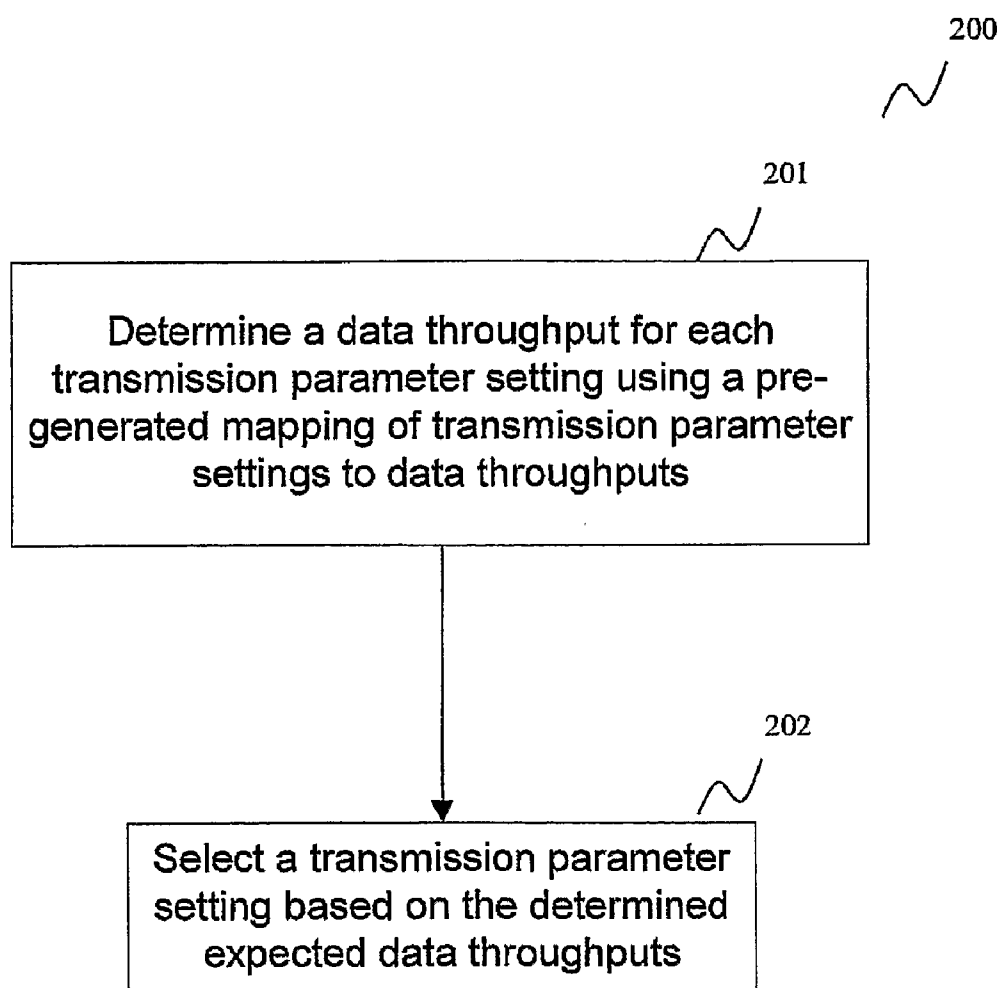 200
201
Determine a data throughput for each
transmission parameter setting using a pre-
generated mapping of transmission parameter
settings to data throughputs
202
Select a transmission parameter
setting based on the determined
expected data throughputs